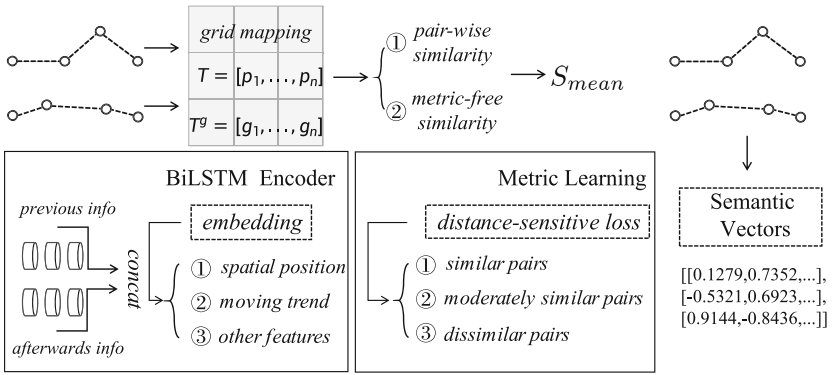 grid mapping
T = [p1,...,pn]
T^g = [g1,...,gn]
① pair-wise
similarity
② metric-free
similarity
S_mean
BiLSTM Encoder
previous info
afterwards info
concat
embedding
① spatial position
② moving trend
③ other features
Metric Learning
distance-sensitive loss
① similar pairs
② moderately similar pairs
③ dissimilar pairs
Semantic
Vectors
[[0.1279,0.7352,...],
[-0.5321,0.6923,...],
[0.9144,-0.8436,...]]